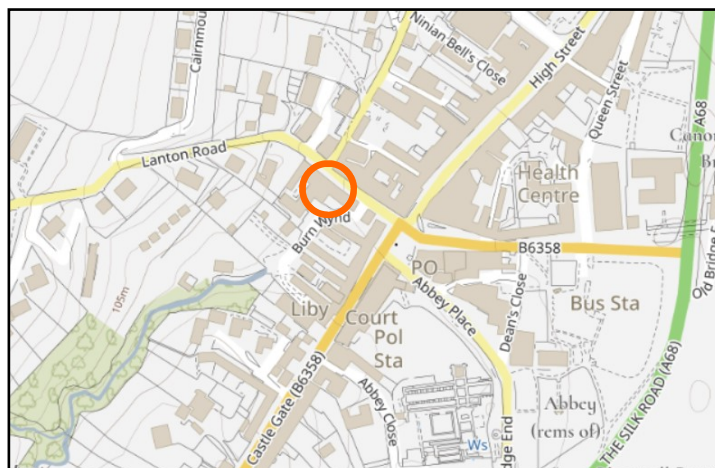 Cairnmou
Ninian Bell's Close
High Street
Queen Street
A68
Lanton Road
Health
Centre
Burn Wynd
B6358
PO
Abbey Place
Dean's Close
Bus Sta
Liby
Court
Pol
Sta
Castle Gate (B6358)
Abbey Close
105m
Abbey
(rems of)
Ws
dge End
THE SILK ROAD (A68)
Old Bridge E
Canon
Br